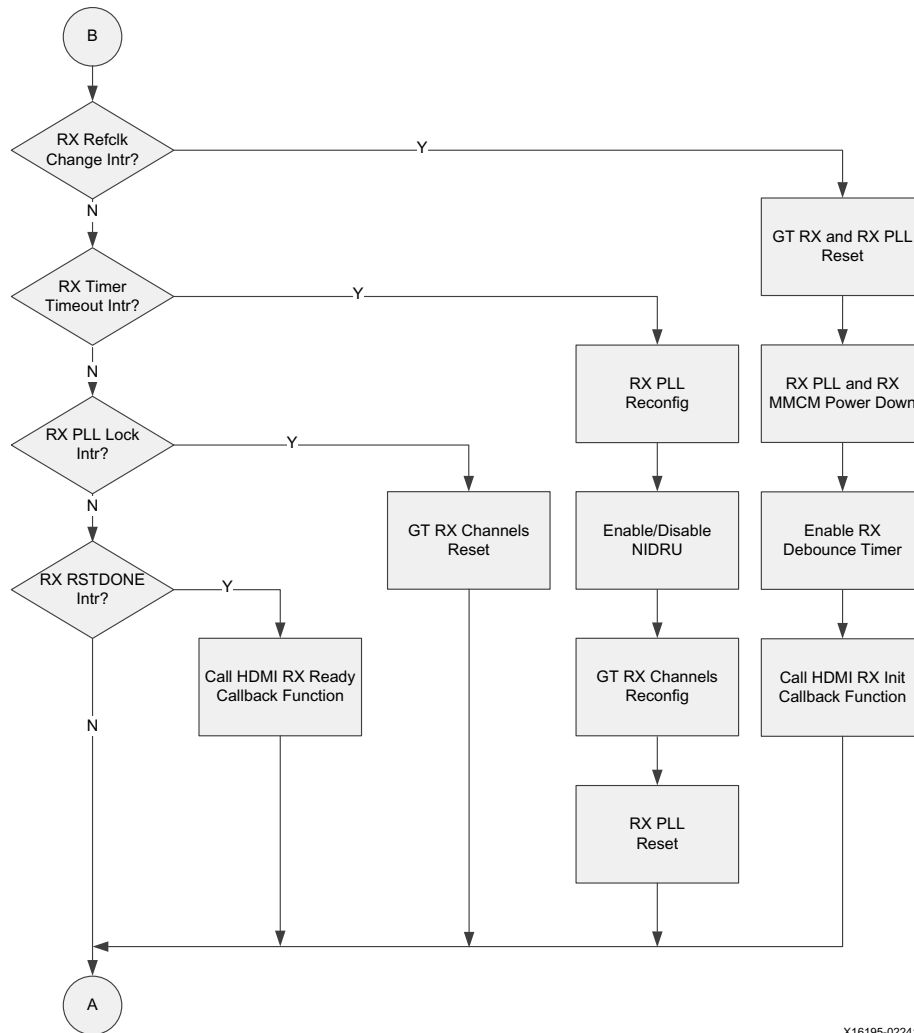 B
RX Refclk
Change Intr?
Y
N
GT RX and RX PLL
Reset
RX Timer
Timeout Intr?
Y
N
RX PLL
Reconfig
RX PLL and RX
MMCM Power Down
RX PLL Lock
Intr?
Y
N
GT RX Channels
Reset
Enable/Disable
NIDRU
Enable RX
Debounce Timer
RX RSTDONE
Intr?
Y
N
Call HDMI RX Ready
Callback Function
GT RX Channels
Reconfig
Call HDMI RX Init
Callback Function
RX PLL
Reset
A